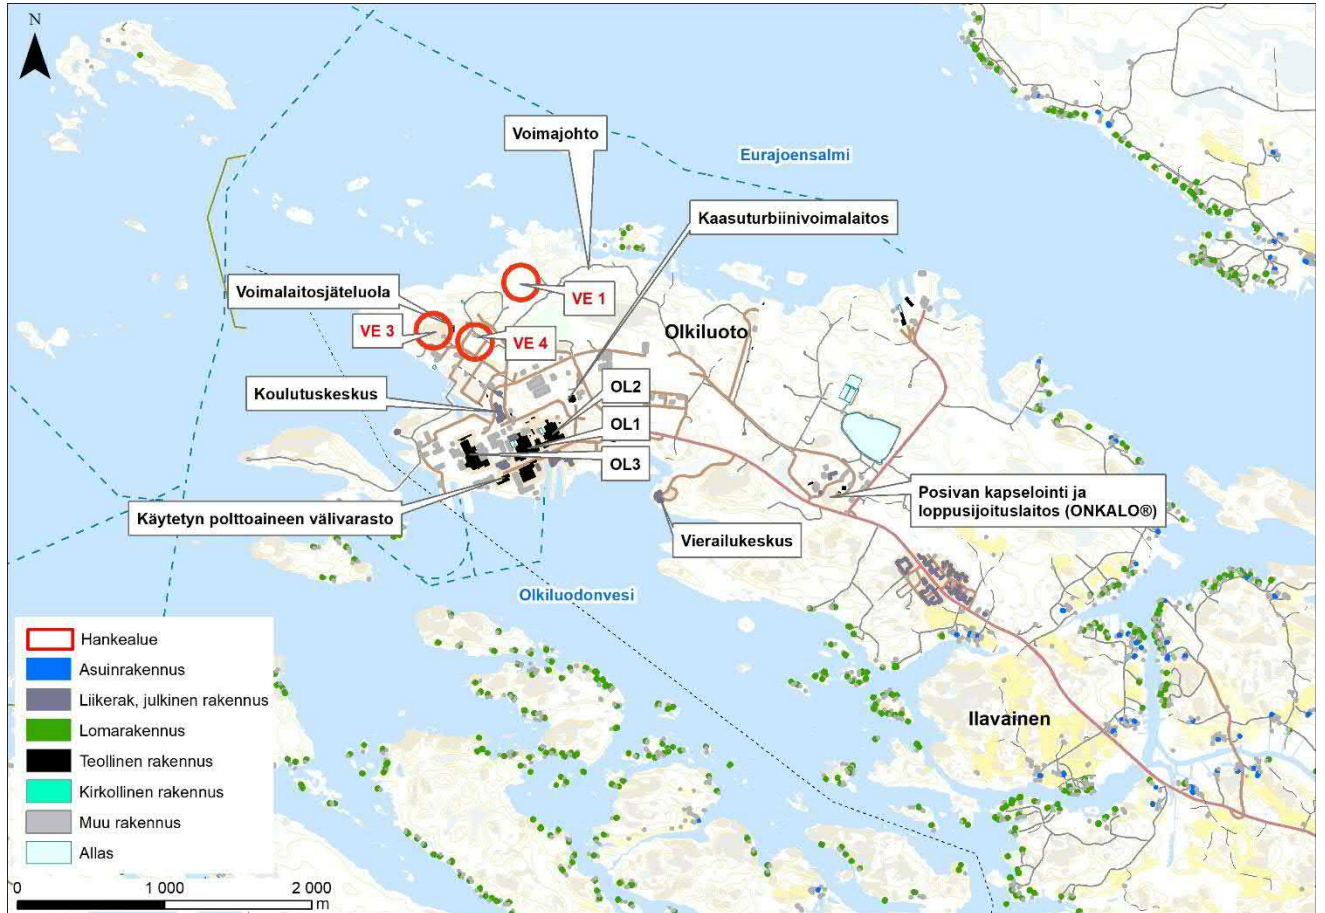 N
Voimajohto
Eurajoensalmi
Kaasuturbiinivoimalaitos
Voimalaitosjäteluola
VE 1
VE 3
VE 4
Olkiluoto
Koulutuskeskus
OL2
OL1
OL3
Käytetyn polttoaineen välivarasto
Posivan kapselointi ja
loppusijoituslaitos (ONKALO®)
Vierailukeskus
Olkiluodonvesi
Ilavainen
Hankealue
Asuinrakennus
Liikerak, julkinen rakennus
Lomarakennus
Teollinen rakennus
Kirkollinen rakennus
Muu rakennus
Allas
0 1 000 2 000
m